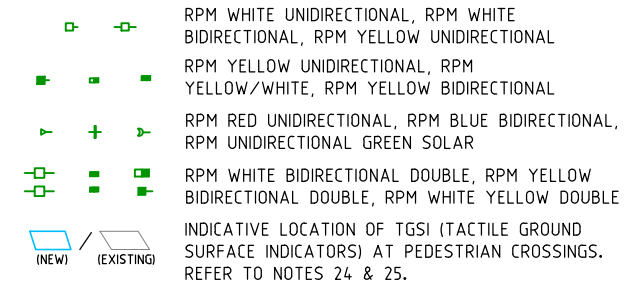 RPM WHITE UNIDIRECTIONAL, RPM WHITE
BIDIRECTIONAL, RPM YELLOW UNIDIRECTIONAL
RPM YELLOW UNIDIRECTIONAL, RPM
YELLOW/WHITE, RPM YELLOW BIDIRECTIONAL
RPM RED UNIDIRECTIONAL, RPM BLUE BIDIRECTIONAL,
RPM UNIDIRECTIONAL GREEN SOLAR
RPM WHITE BIDIRECTIONAL DOUBLE, RPM YELLOW
BIDIRECTIONAL DOUBLE, RPM WHITE YELLOW DOUBLE
/
(NEW) (EXISTING)
INDICATIVE LOCATION OF TGSI (TACTILE GROUND
SURFACE INDICATORS) AT PEDESTRIAN CROSSINGS.
REFER TO NOTES 24 & 25.